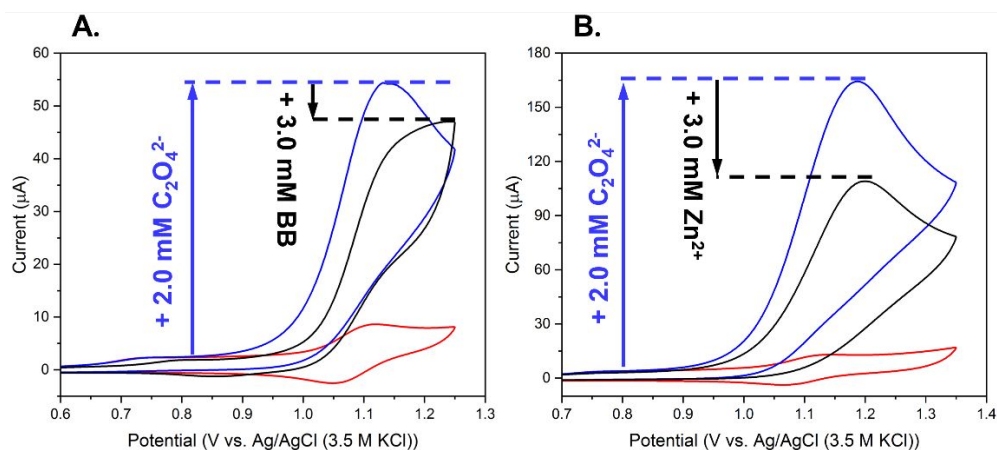 A.
60
50
40
30
20
10
0
0.6 0.7 0.8 0.9 1.0 1.1 1.2 1.3
Current (μA)
Potential (V vs. Ag/AgCl (3.5 M KCl))
+ 2.0 mM C₂O₄²⁻
+ 3.0 mM BB
B.
180
150
120
90
60
30
0
0.7 0.8 0.9 1.0 1.1 1.2 1.3 1.4
Current (μA)
Potential (V vs. Ag/AgCl (3.5 M KCl))
+ 2.0 mM C₂O₄²⁻
+ 3.0 mM Zn²⁺